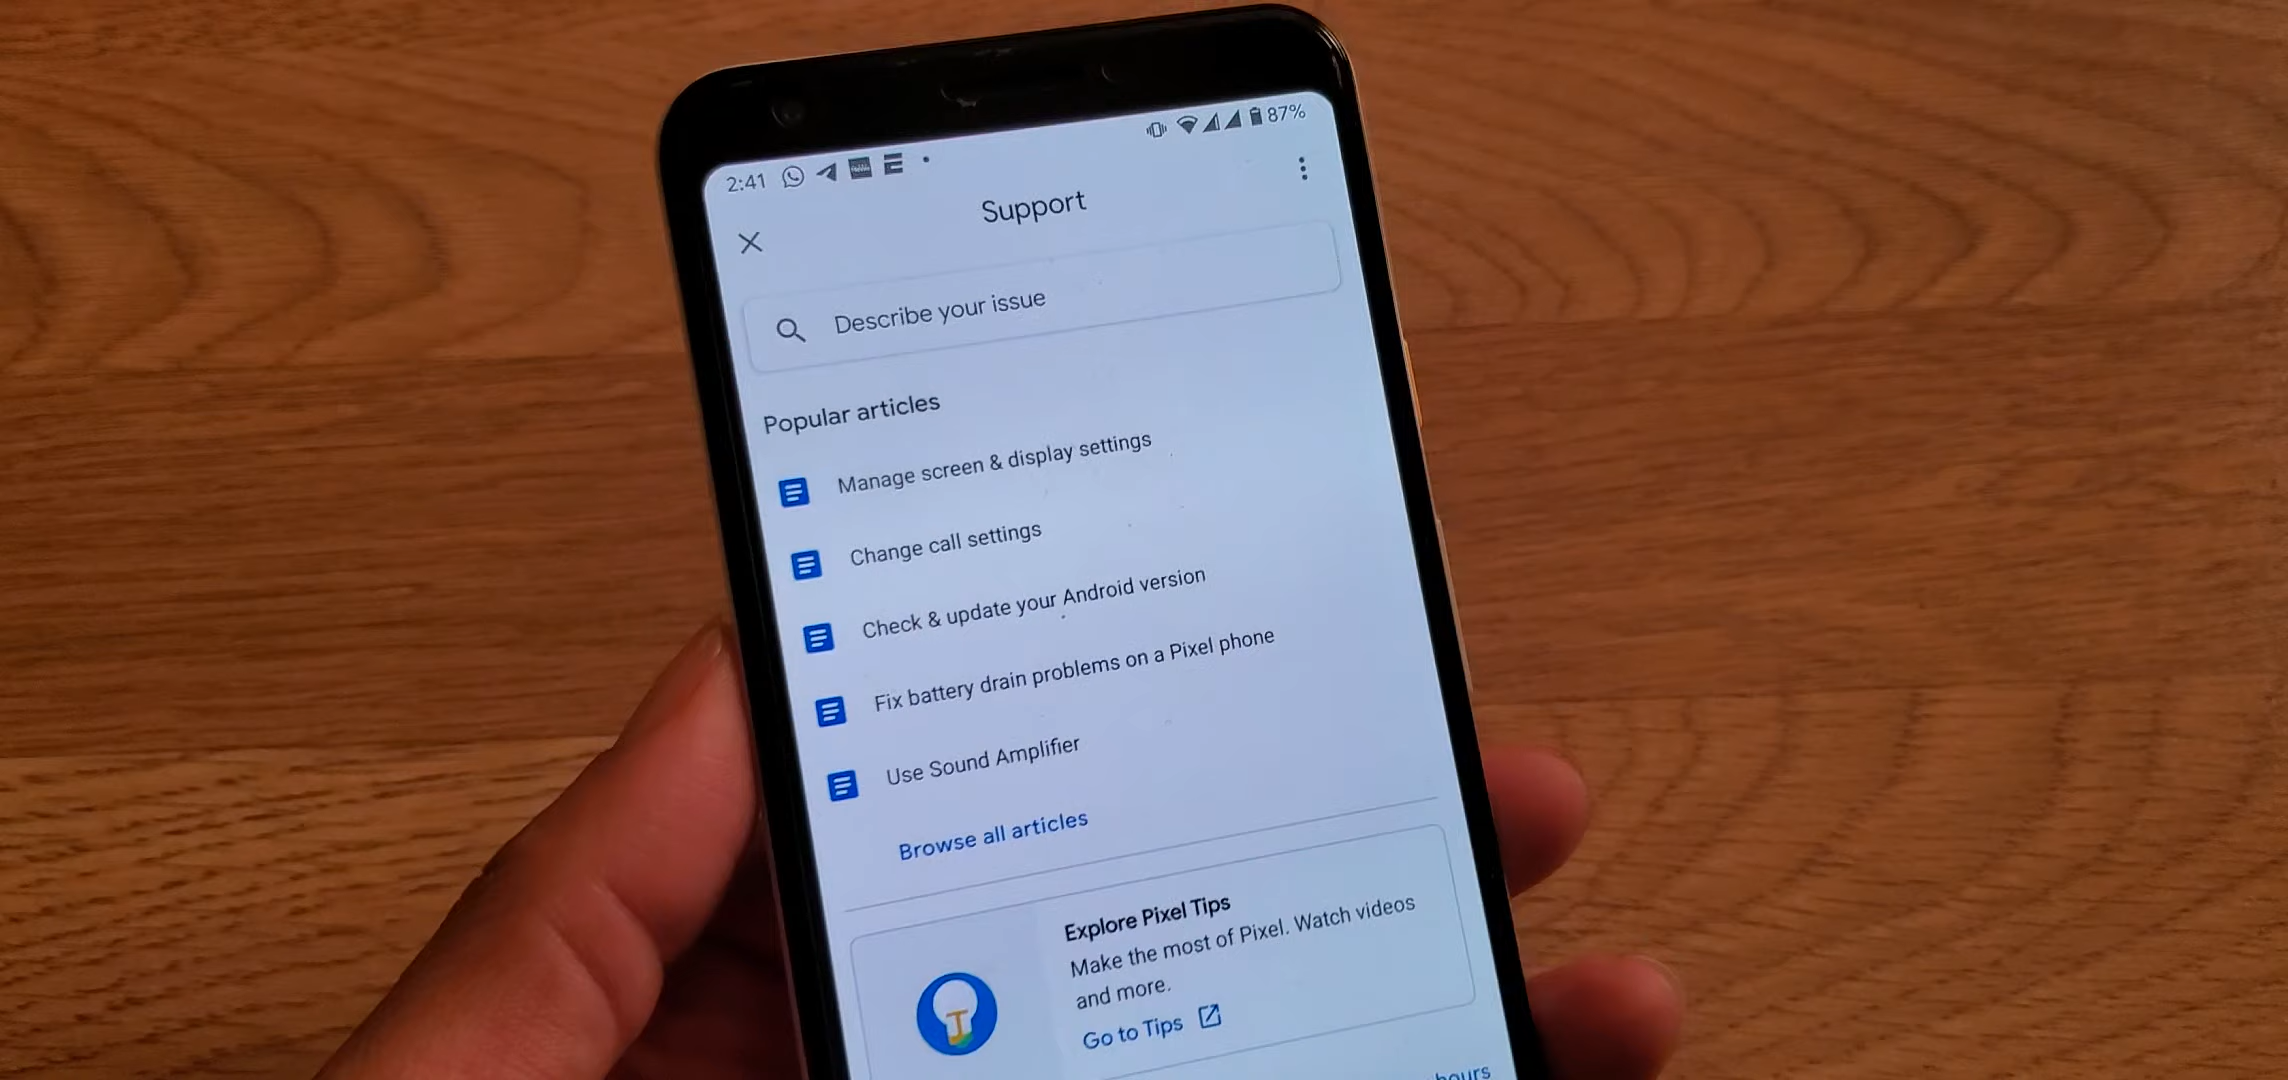 2:41
87%
Support
Describe your issue
Popular articles
Manage screen & display settings
Change call settings
Check & update your Android version
Fix battery drain problems on a Pixel phone
Use Sound Amplifier
Browse all articles
Explore Pixel Tips
Make the most of Pixel. Watch videos
and more.
Go to Tips
hours